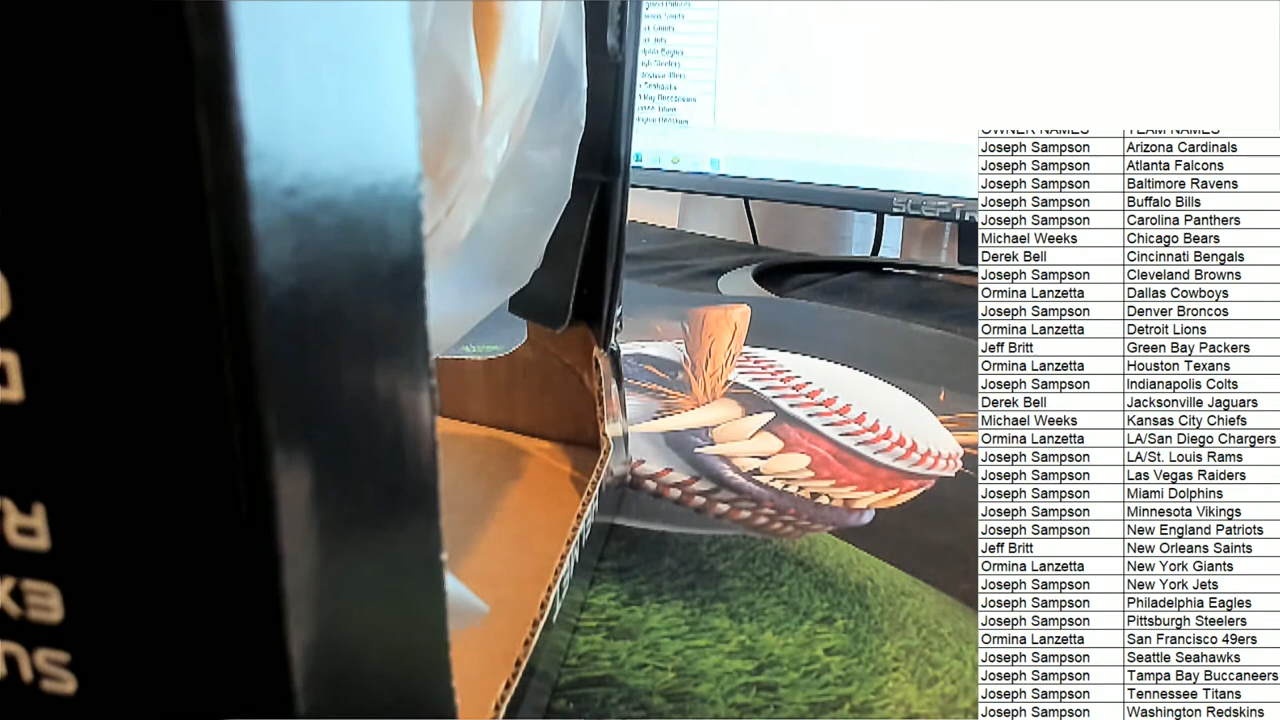 OWNER NAMES TEAM NAMES
Joseph Sampson Arizona Cardinals
Joseph Sampson Atlanta Falcons
Joseph Sampson Baltimore Ravens
Joseph Sampson Buffalo Bills
Joseph Sampson Carolina Panthers
Michael Weeks Chicago Bears
Derek Bell Cincinnati Bengals
Joseph Sampson Cleveland Browns
Ormina Lanzetta Dallas Cowboys
Joseph Sampson Denver Broncos
Ormina Lanzetta Detroit Lions
Jeff Britt Green Bay Packers
Ormina Lanzetta Houston Texans
Joseph Sampson Indianapolis Colts
Derek Bell Jacksonville Jaguars
Michael Weeks Kansas City Chiefs
Ormina Lanzetta LA/San Diego Chargers
Joseph Sampson LA/St. Louis Rams
Joseph Sampson Las Vegas Raiders
Joseph Sampson Miami Dolphins
Joseph Sampson Minnesota Vikings
Joseph Sampson New England Patriots
Jeff Britt New Orleans Saints
Ormina Lanzetta New York Giants
Joseph Sampson New York Jets
Joseph Sampson Philadelphia Eagles
Joseph Sampson Pittsburgh Steelers
Ormina Lanzetta San Francisco 49ers
Joseph Sampson Seattle Seahawks
Joseph Sampson Tampa Bay Buccaneers
Joseph Sampson Tennessee Titans
Joseph Sampson Washington Redskins